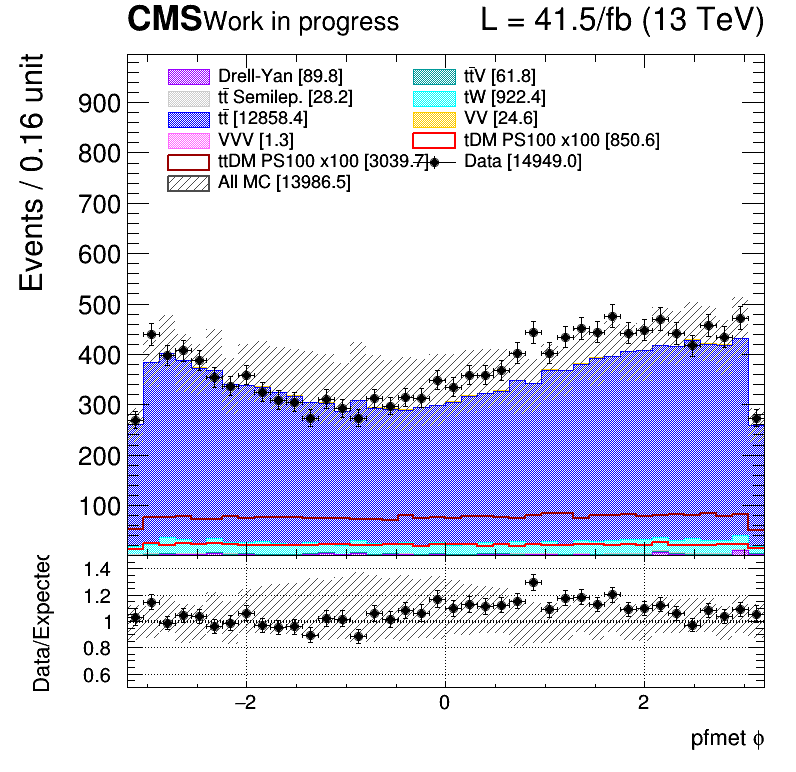 CMS Work in progress L = 41.5/fb (13 TeV)
Events / 0.16 unit
Drell-Yan [89.8] tt̄V [61.8]
tt̄ Semilep. [28.2] tW [922.4]
tt̄ [12858.4] VV [24.6]
VVV [1.3] tDM PS100 x100 [850.6]
ttDM PS100 x100 [3039.7] Data [14949.0]
All MC [13986.5]
900
800
700
600
500
400
300
200
100
Data/Expected
1.4
1.2
1
0.8
0.6
−2 0 2
pfmet ϕ